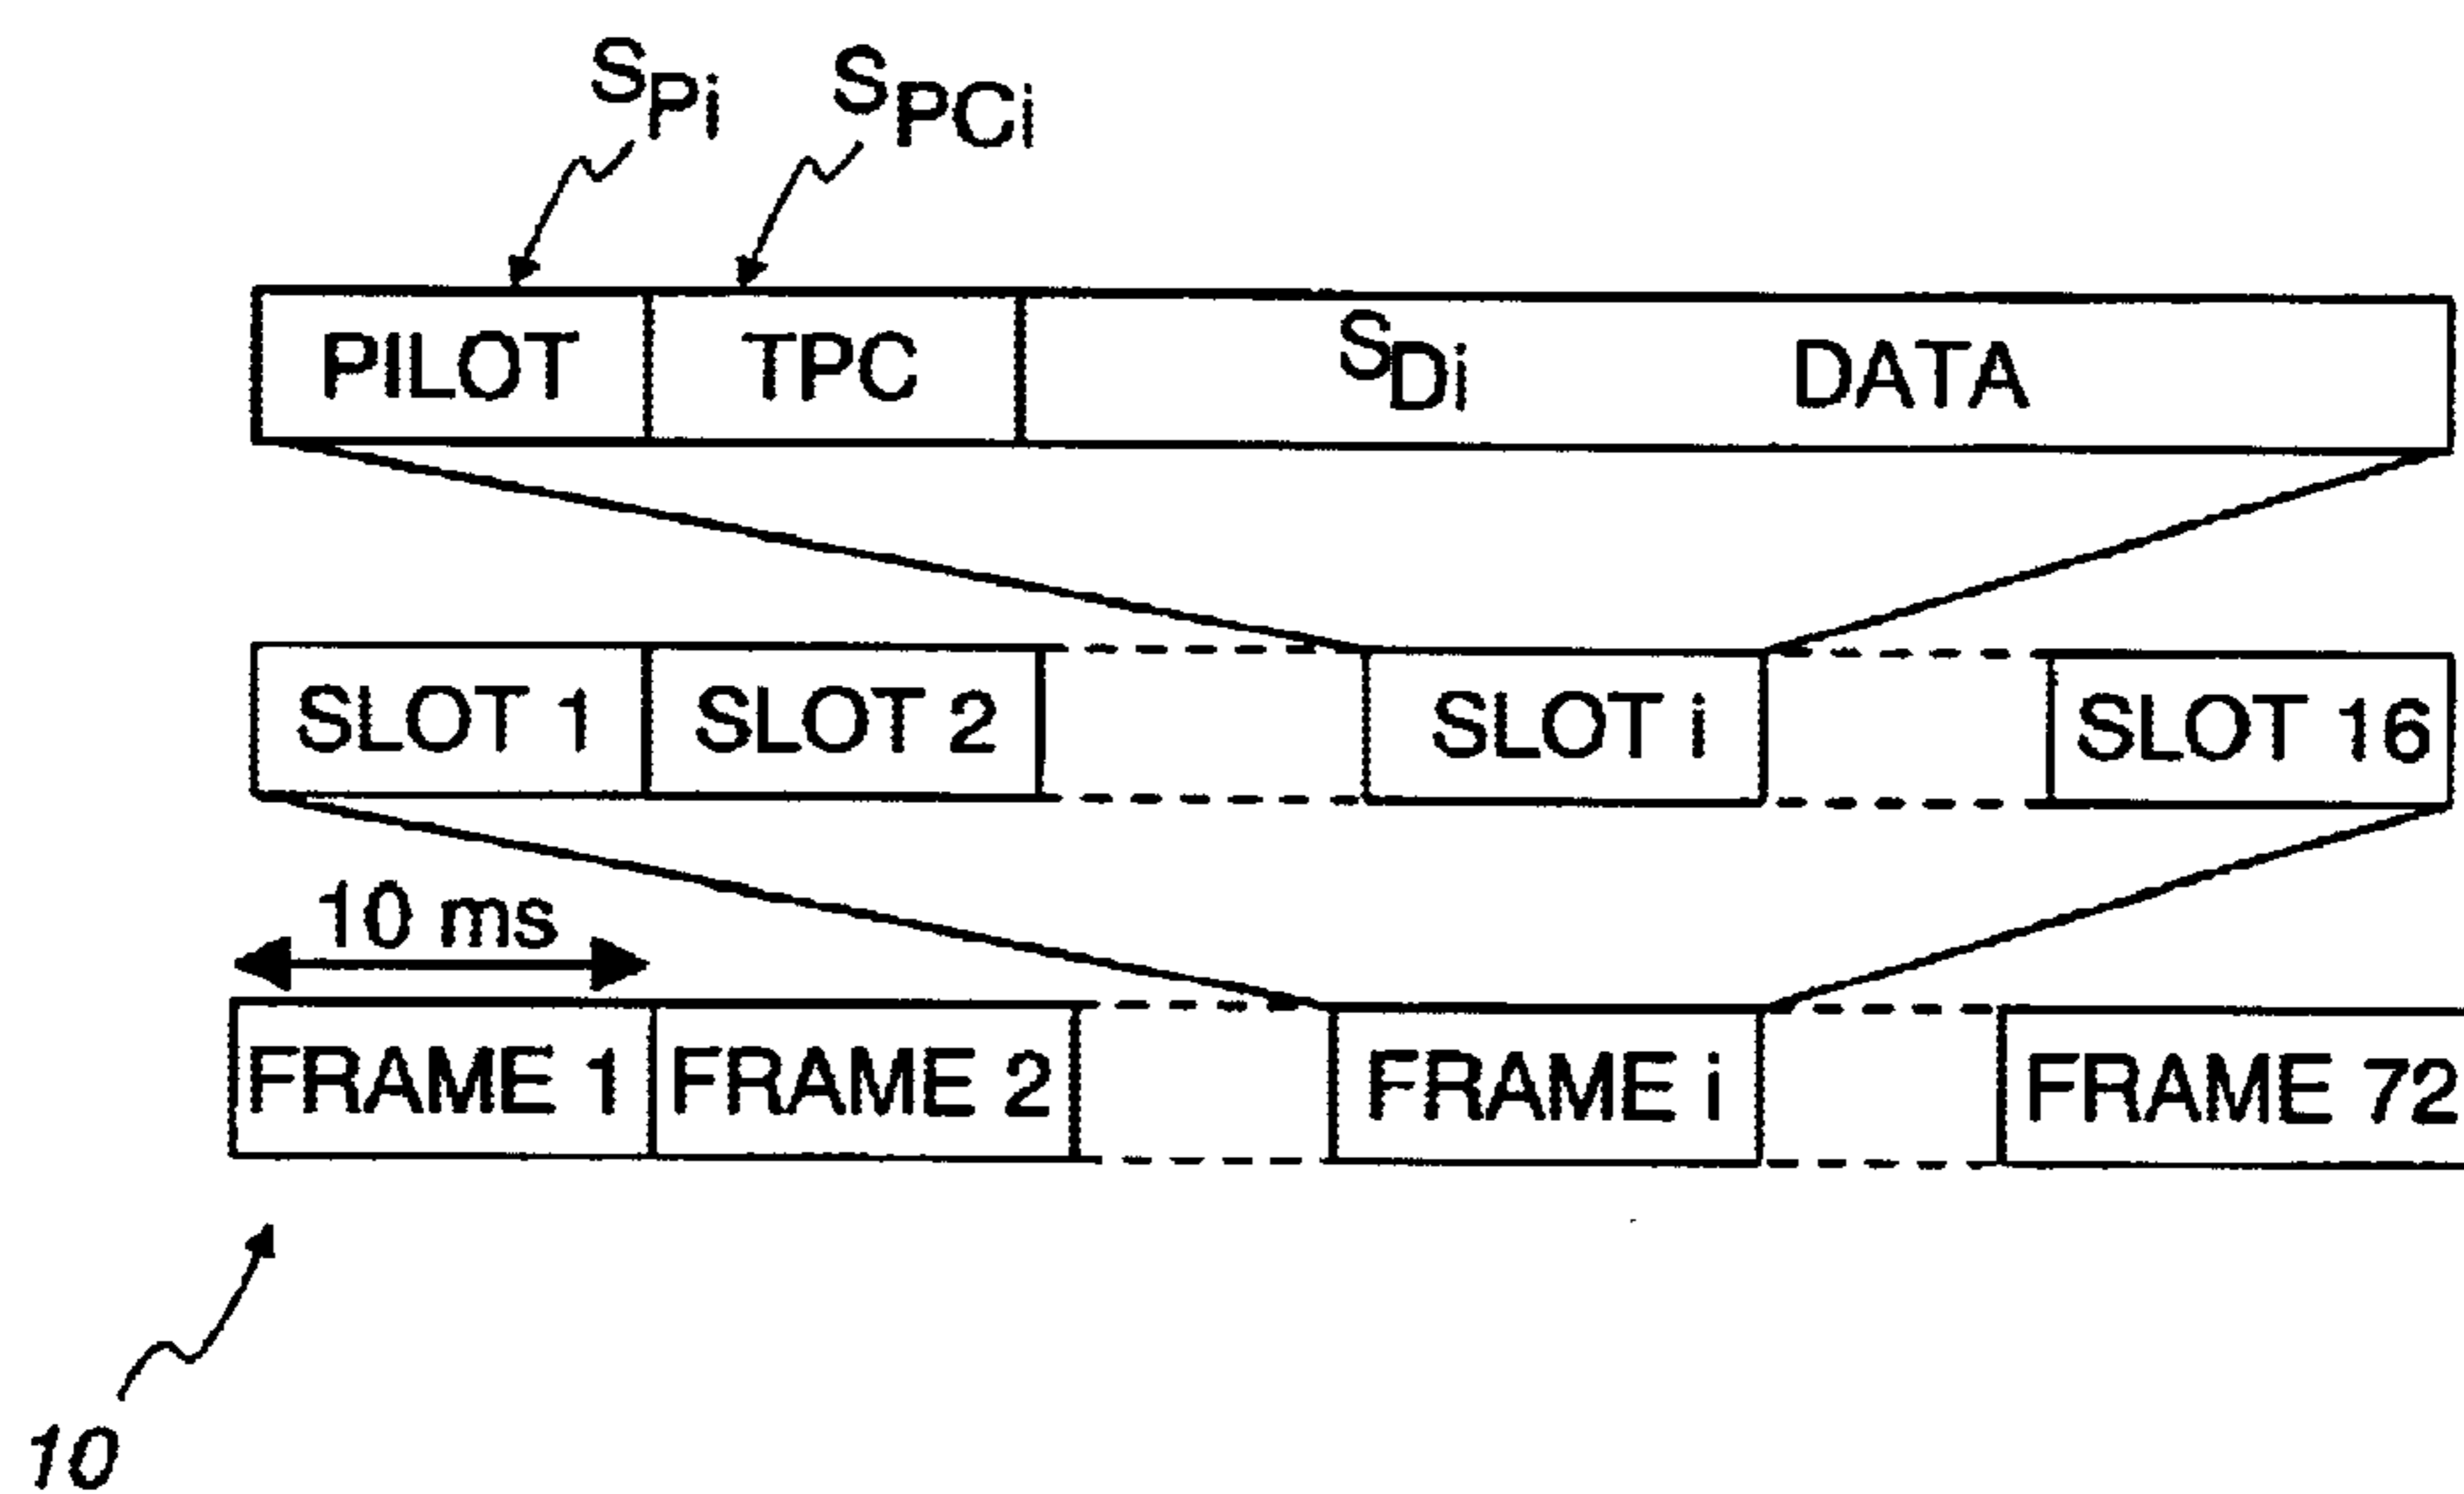 SPi SPCi
PILOT TPC SDi DATA
SLOT 1 SLOT 2 SLOT i SLOT 16
10 ms
FRAME 1 FRAME 2 FRAME i FRAME 72
10